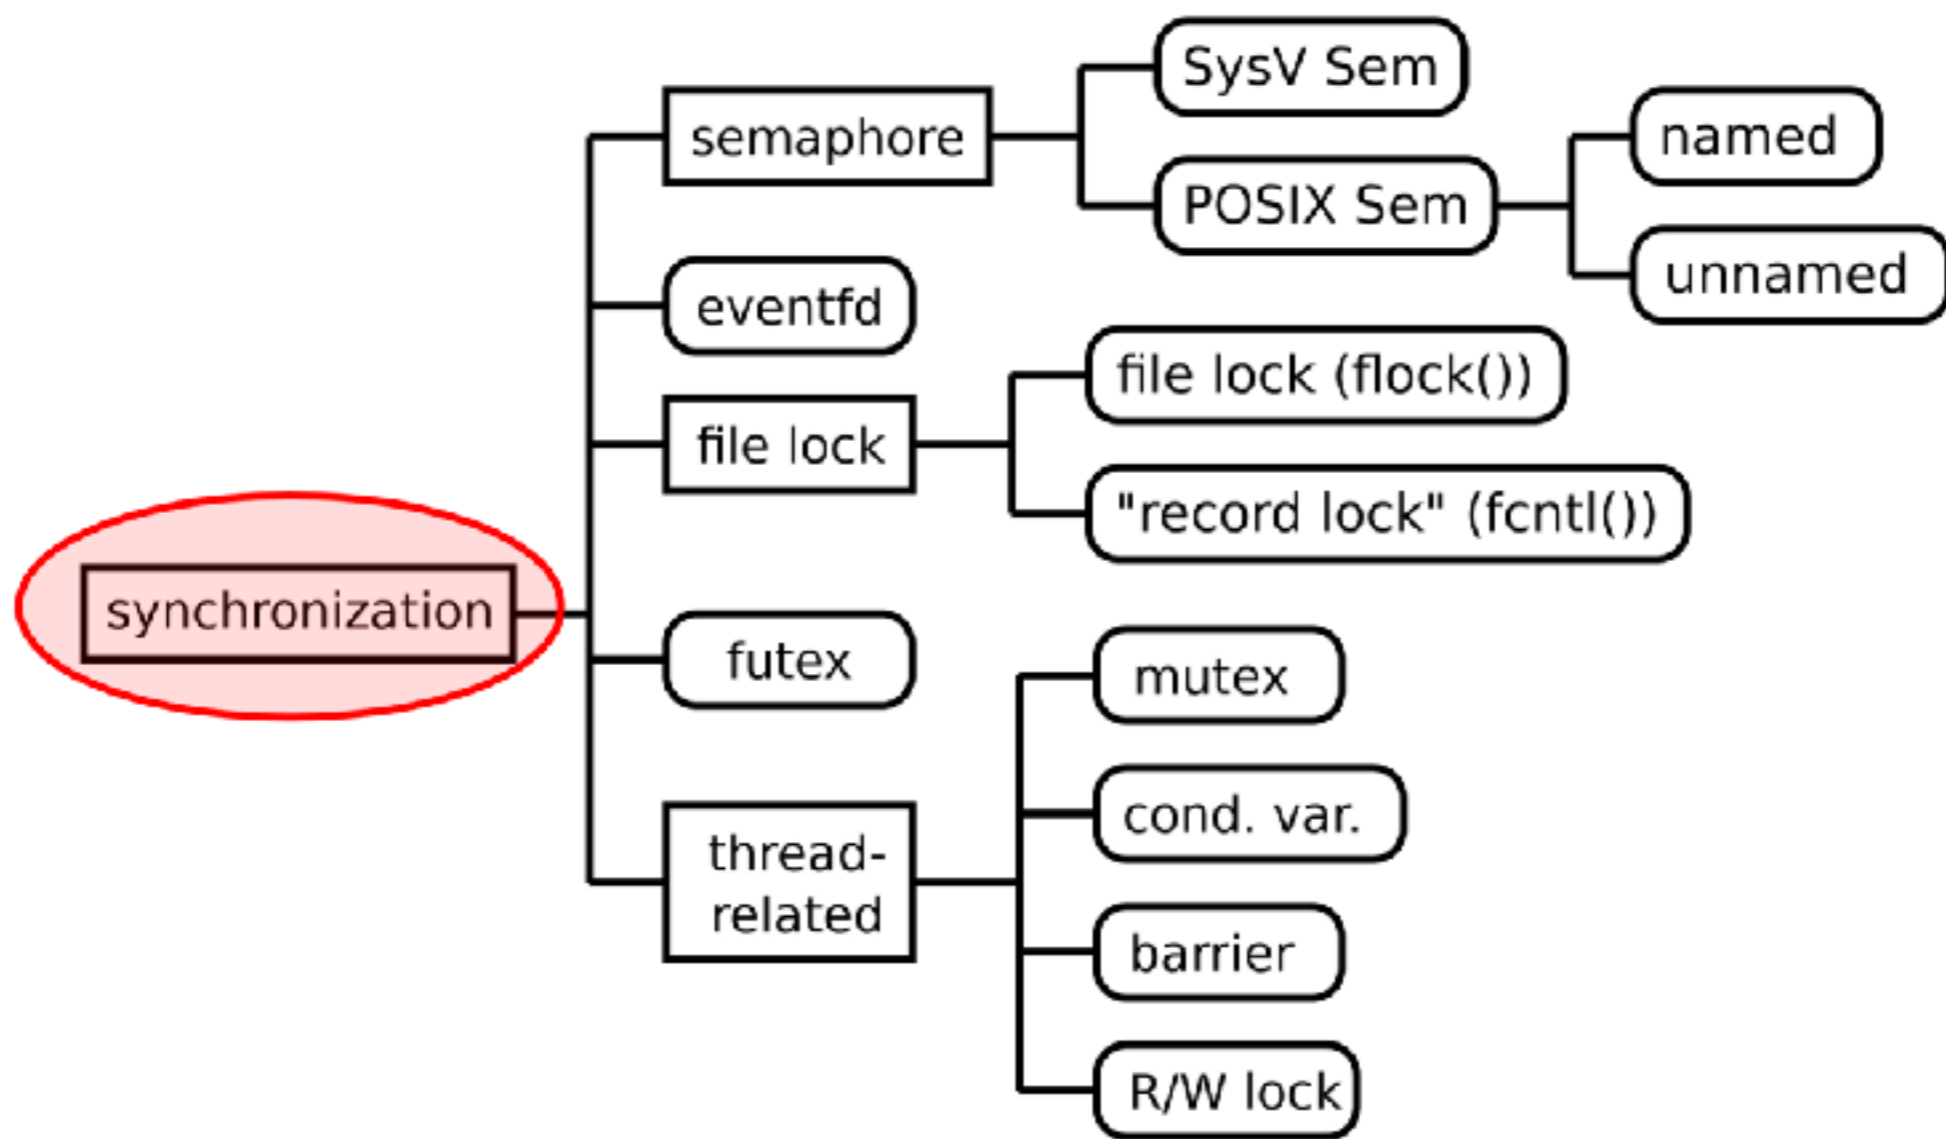 SysV Sem
semaphore
named
POSIX Sem
unnamed
eventfd
file lock (flock())
file lock
"record lock" (fcntl())
synchronization
futex
mutex
cond. var.
thread-
related
barrier
R/W lock